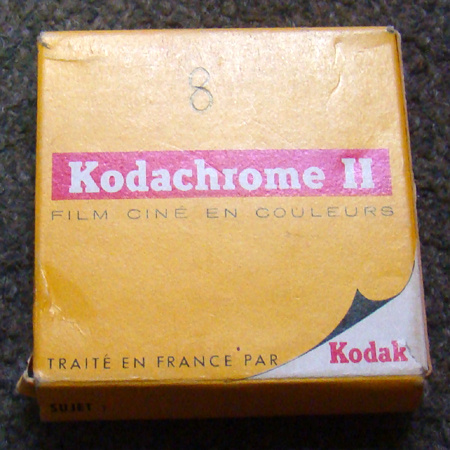 8
Kodachrome II
FILM CINÉ EN COULEURS
TRAITÉ EN FRANCE PAR
Kodak
SUJET :